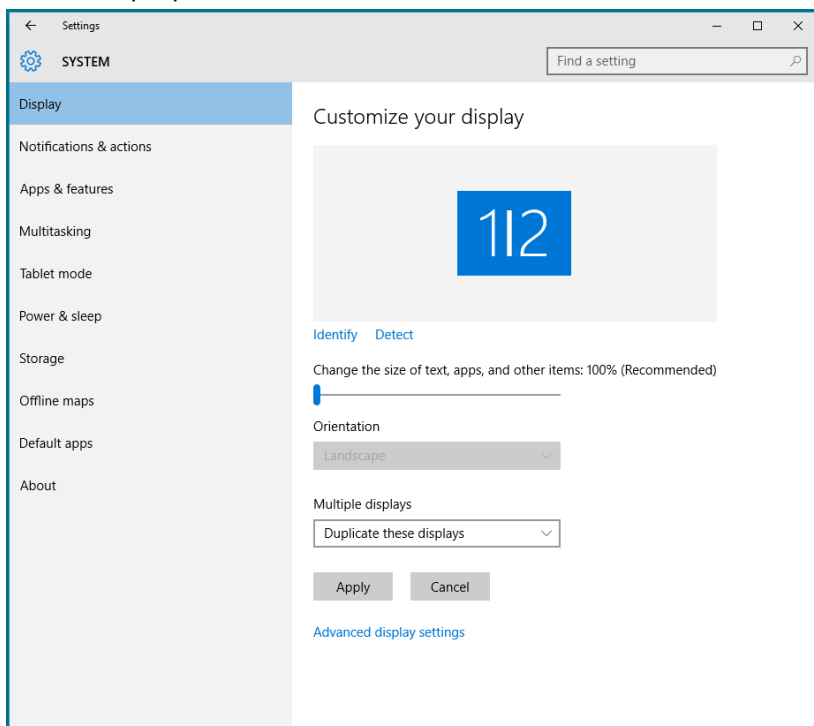 Settings
SYSTEM
Find a setting
Display
Notifications & actions
Apps & features
Multitasking
Tablet mode
Power & sleep
Storage
Offline maps
Default apps
About
Customize your display
1|2
Identify Detect
Change the size of text, apps, and other items: 100% (Recommended)
Orientation
Landscape
Multiple displays
Duplicate these displays
Apply Cancel
Advanced display settings